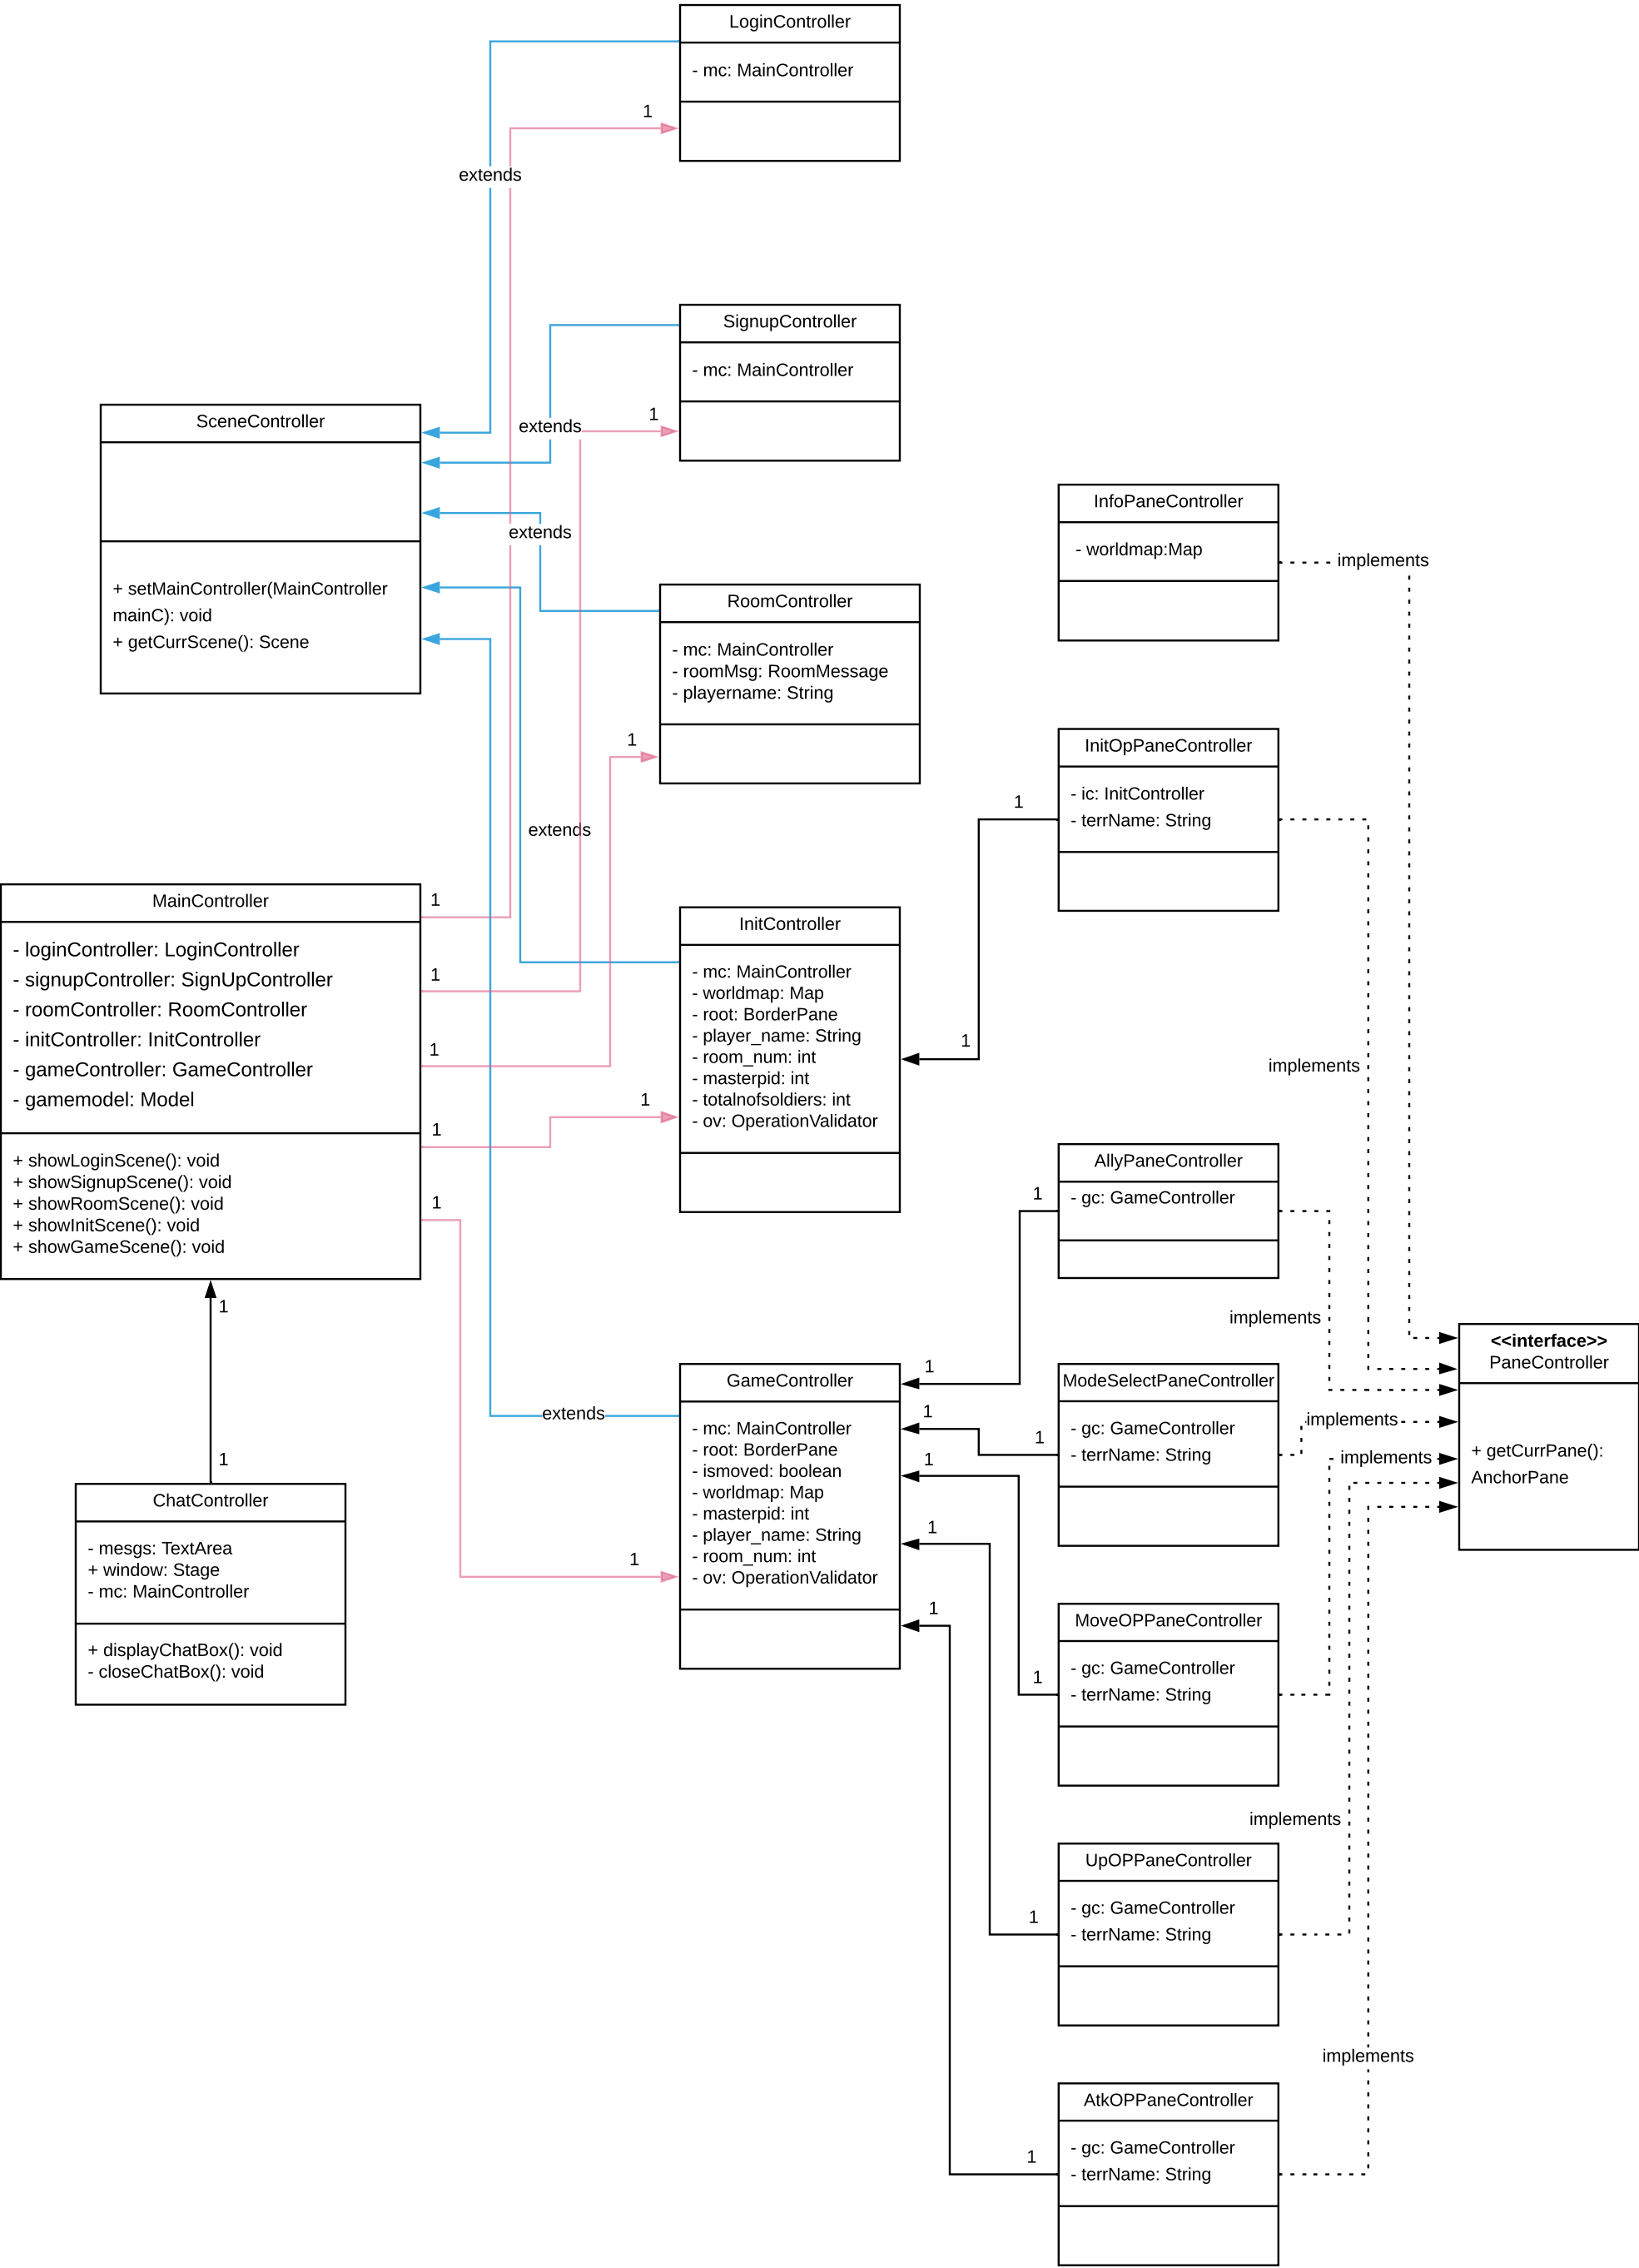 LoginController
- mc: MainController
1
extends
SignupController
- mc: MainController
1
extends
SceneController
+ setMainController(MainController
mainC): void
+ getCurrScene(): Scene
extends
RoomController
- mc: MainController
- roomMsg: RoomMessage
- playername: String
1
extends
InfoPaneController
- worldmap:Map
implements
InitOpPaneController
- ic: InitController
- terrName: String
1
1
implements
MainController
- loginController: LoginController
- signupController: SignUpController
- roomController: RoomController
- initController: InitController
- gameController: GameController
- gamemodel: Model
+ showLoginScene(): void
+ showSignupScene(): void
+ showRoomScene(): void
+ showInitScene(): void
+ showGameScene(): void
1
1
1
1
1
1
1
InitController
- mc: MainController
- worldmap: Map
- root: BorderPane
- player_name: String
- room_num: int
- masterpid: int
- totalnofsoldiers: int
- ov: OperationValidator
1
AllyPaneController
- gc: GameController
1
implements
<<interface>>
PaneController
+ getCurrPane():
AnchorPane
GameController
- mc: MainController
- root: BorderPane
- ismoved: boolean
- worldmap: Map
- masterpid: int
- player_name: String
- room_num: int
- ov: OperationValidator
extends
1
1
1
1
1
1
ModeSelectPaneController
- gc: GameController
- terrName: String
1
implements
implements
ChatController
- mesgs: TextArea
+ window: Stage
- mc: MainController
+ displayChatBox(): void
- closeChatBox(): void
MoveOPPaneController
- gc: GameController
- terrName: String
1
implements
UpOPPaneController
- gc: GameController
- terrName: String
1
implements
AtkOPPaneController
- gc: GameController
- terrName: String
1